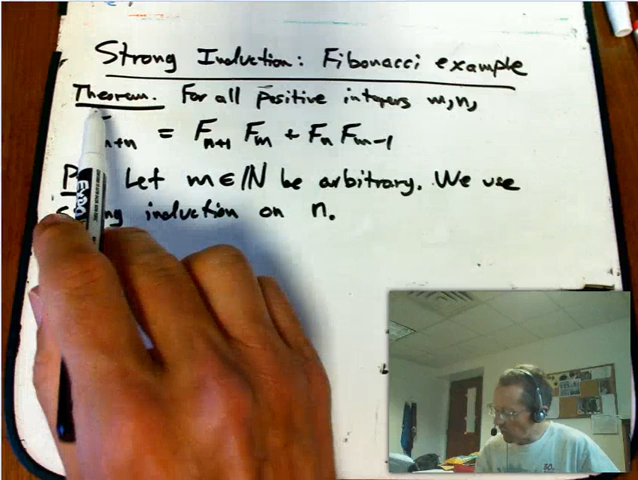 Strong Induction: Fibonacci example
Theorem. For all positive integers m,n,
m+n = Fn+1 Fm + Fn Fm-1
Let m ∈ ℕ be arbitrary. We use
induction on n.
EXPO